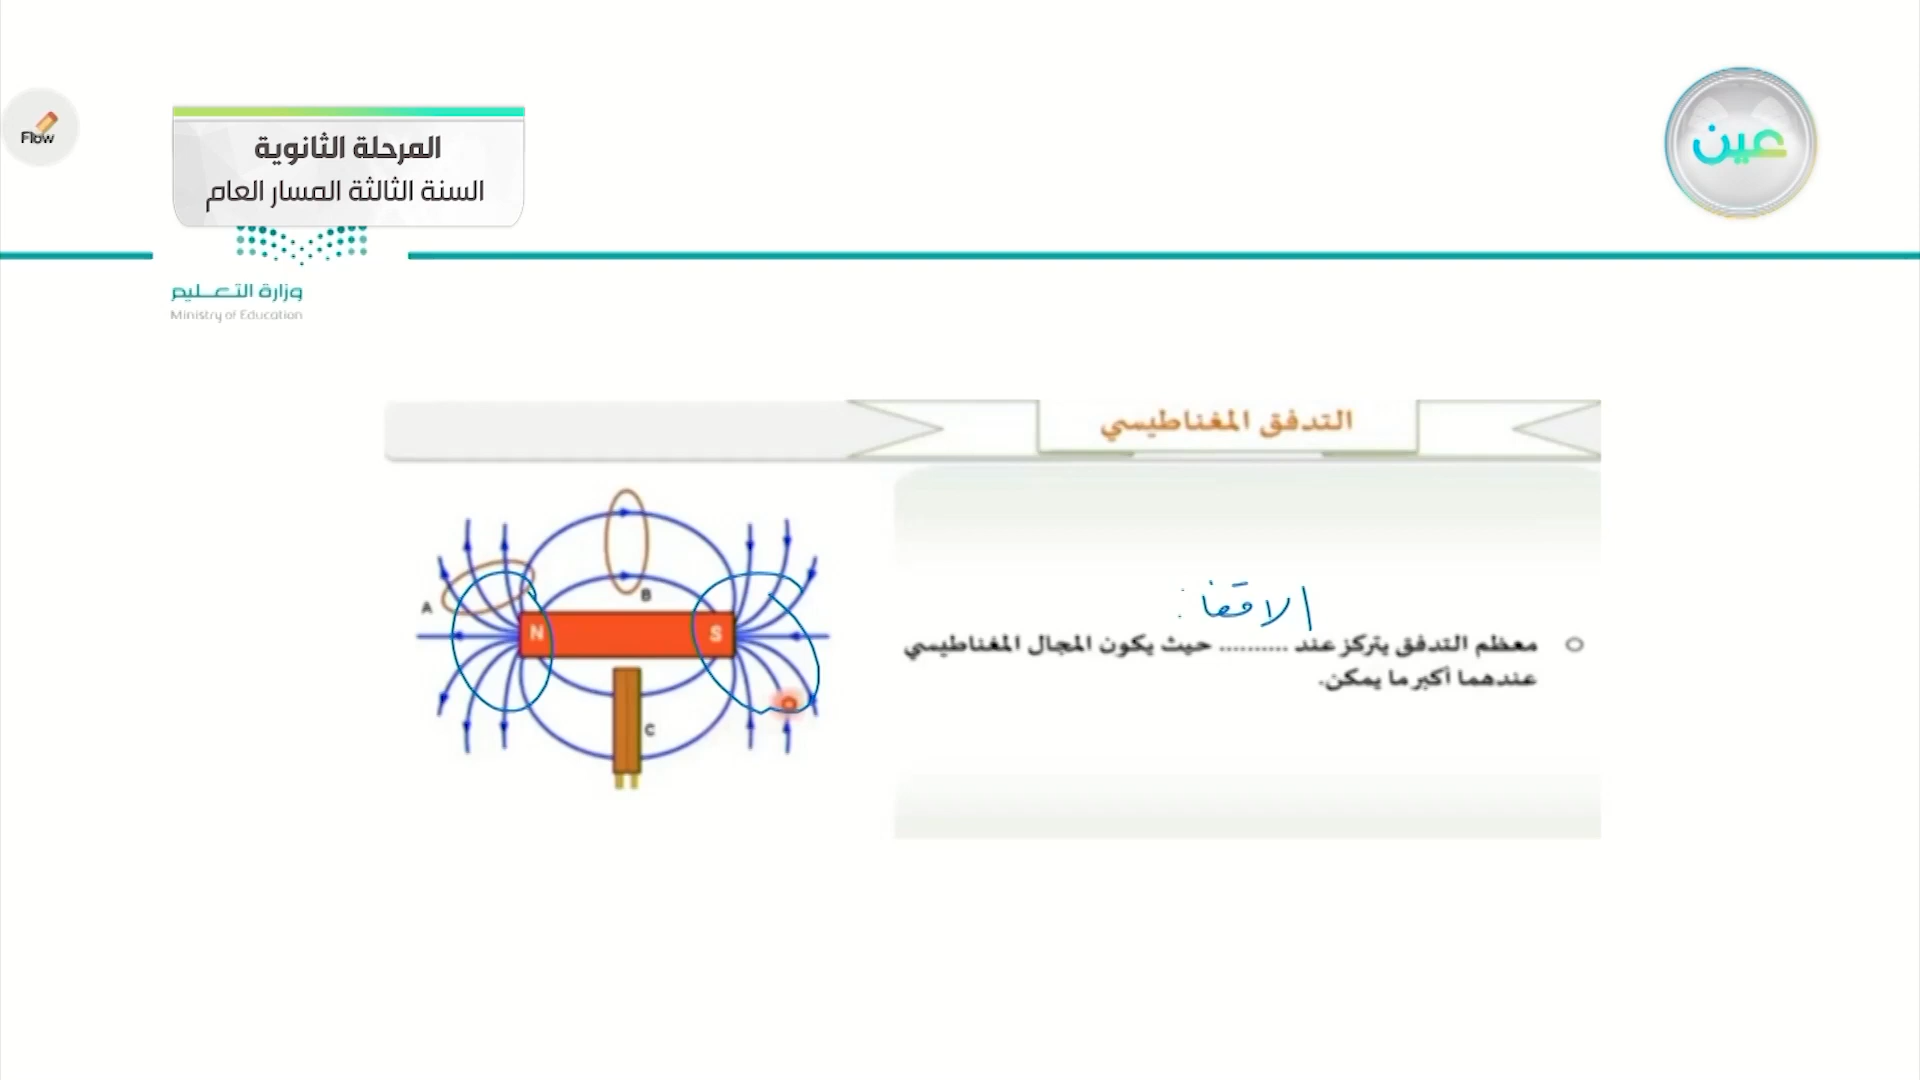 Flow
المرحلة الثانوية
السنة الثالثة المسار العام
عين
وزارة التعليم
Ministry of Education
التدفق المغناطيسي
معظم التدفق يتركز عند .......... حيث يكون المجال المغناطيسي
عندهما أكبر ما يمكن.
A
B
N
S
C